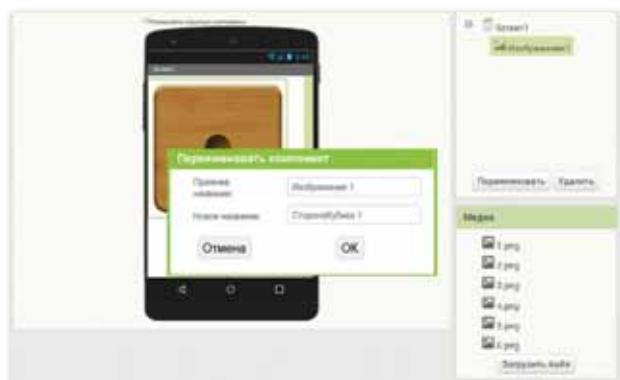 Screen1
Изображение1
Переименовать компонент
Прежнее название:
Изображение 1
Новое название:
СторонаКубика 1
Отмена
OK
Переименовать
Удалить
Медиа
1.png
2.png
3.png
4.png
5.png
6.png
Загрузить файл